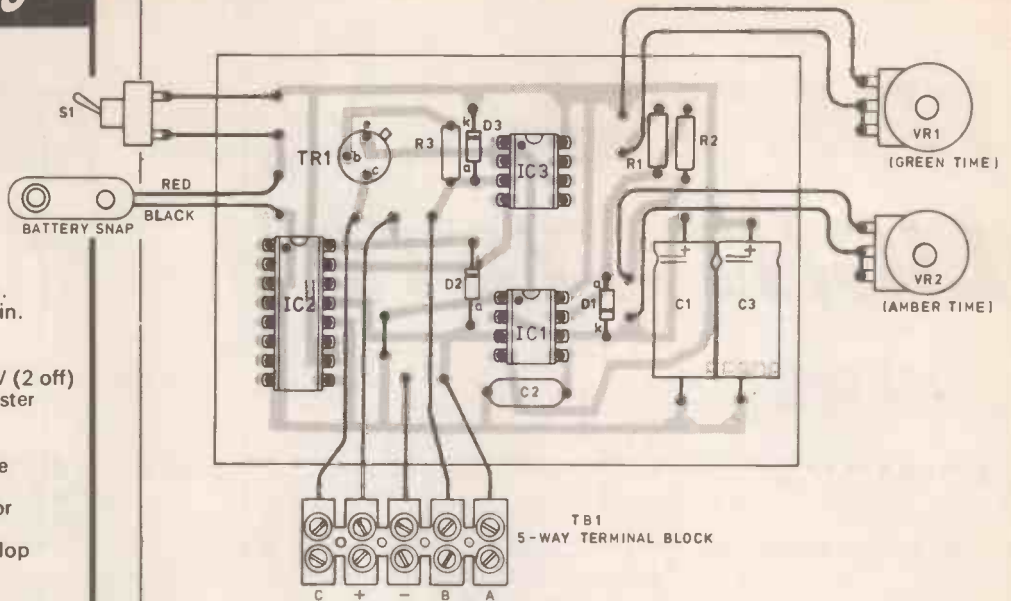 S1
RED
BLACK
BATTERY SNAP
TR1
e
b
c
R3
k
D3
a
IC3
R1
R2
VR1
(GREEN TIME)
IC2
D2
a
IC1
a
D1
k
C2
+
C1
+
C3
VR2
(AMBER TIME)
in.
V (2 off)
ster
e
or
lop
TB1
5-WAY TERMINAL BLOCK
C + – B A